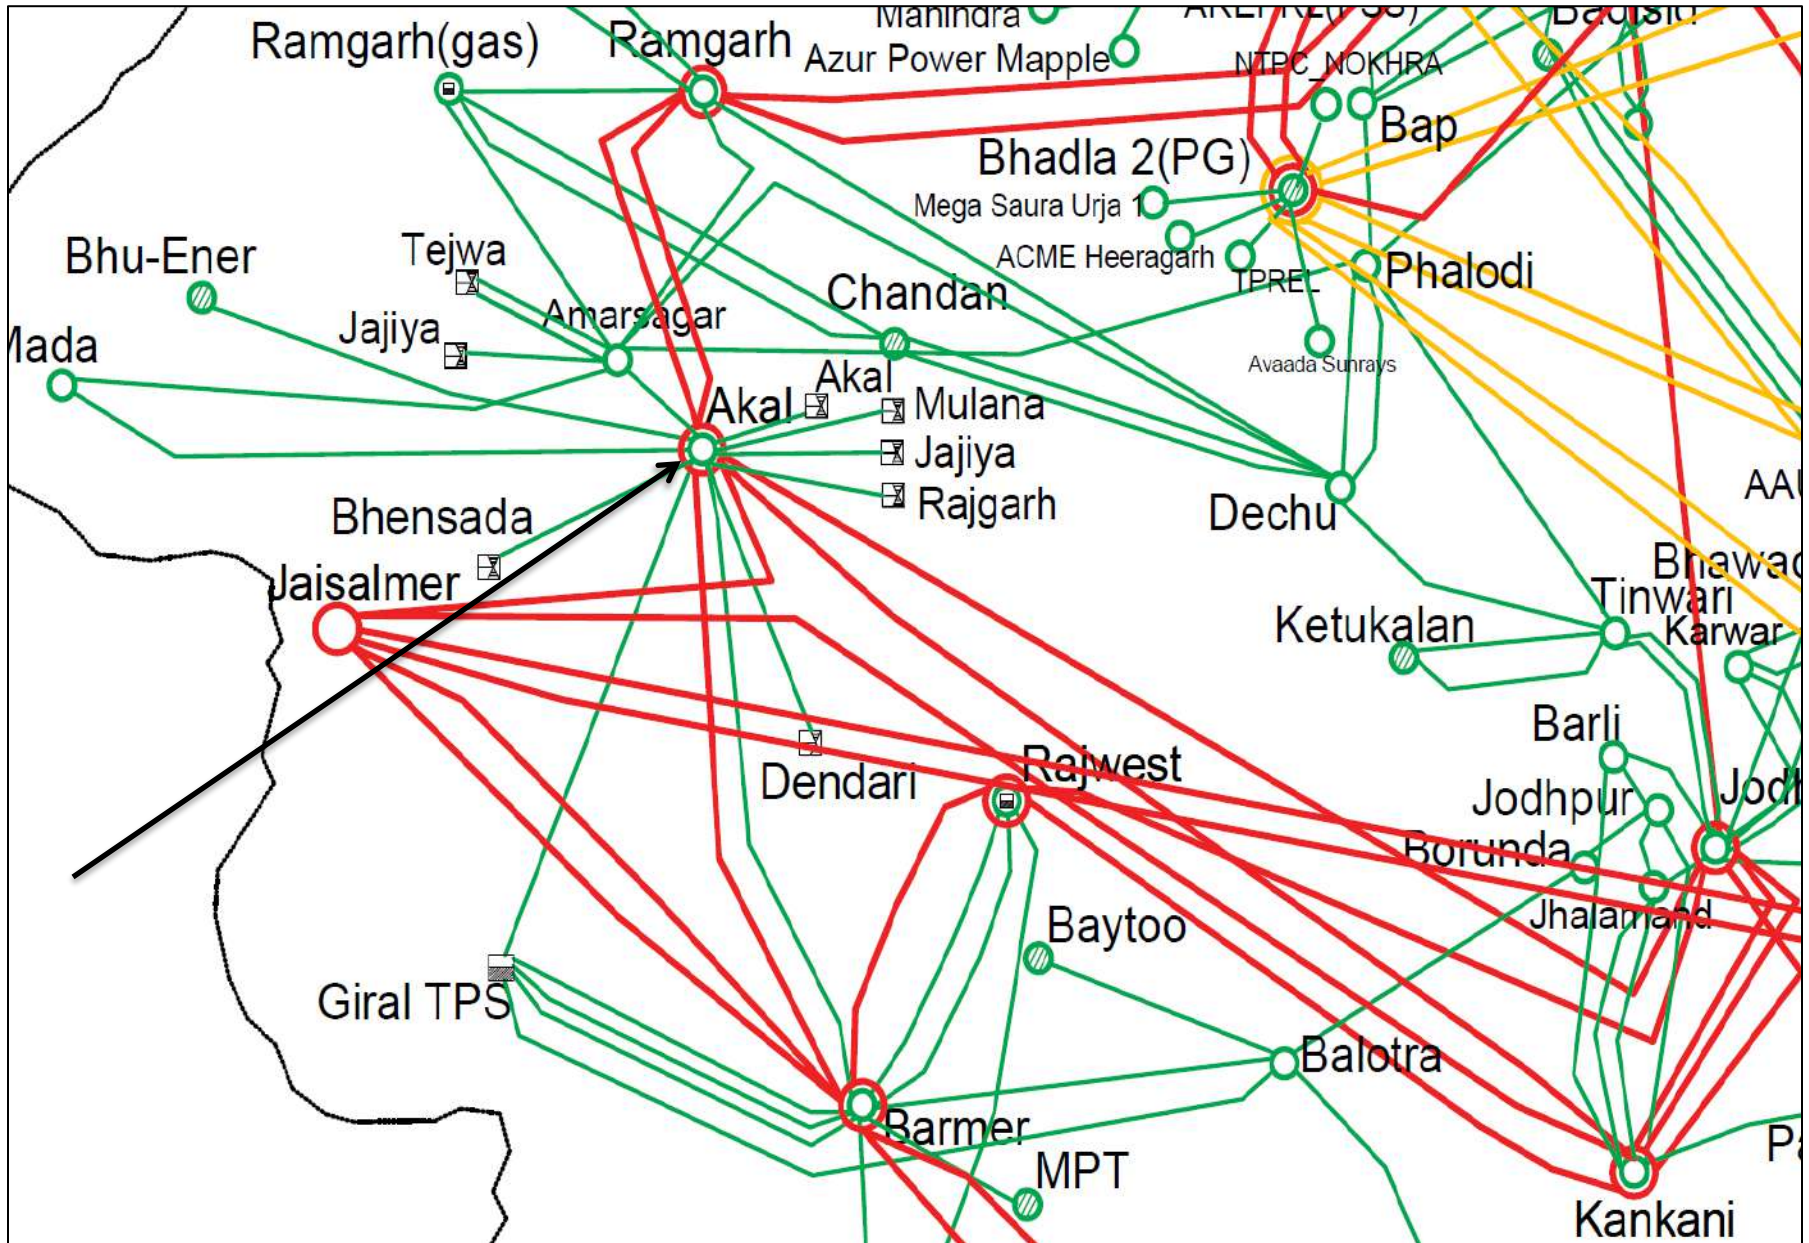 Mahindra
Ramgarh(gas)
Ramgarh
Azur Power Mapple
NTPC_NOKHRA
Bap
Bhadla 2(PG)
Mega Saura Urja 1
ACME Heeragarh
TPREL
Phalodi
Bhu-Ener
Tejwa
Chandan
Jajiya
Amarsagar
Avaada Sunrays
Mada
Akal
Akal
Mulana
Jajiya
Rajgarh
Dechu
Bhensada
Jaisalmer
Tinwari
Ketukalan
Karwar
Barli
Rajwest
Dendari
Jodhpur
Borunda
Jhalamand
Baytoo
Giral TPS
Balotra
Barmer
MPT
Kankani